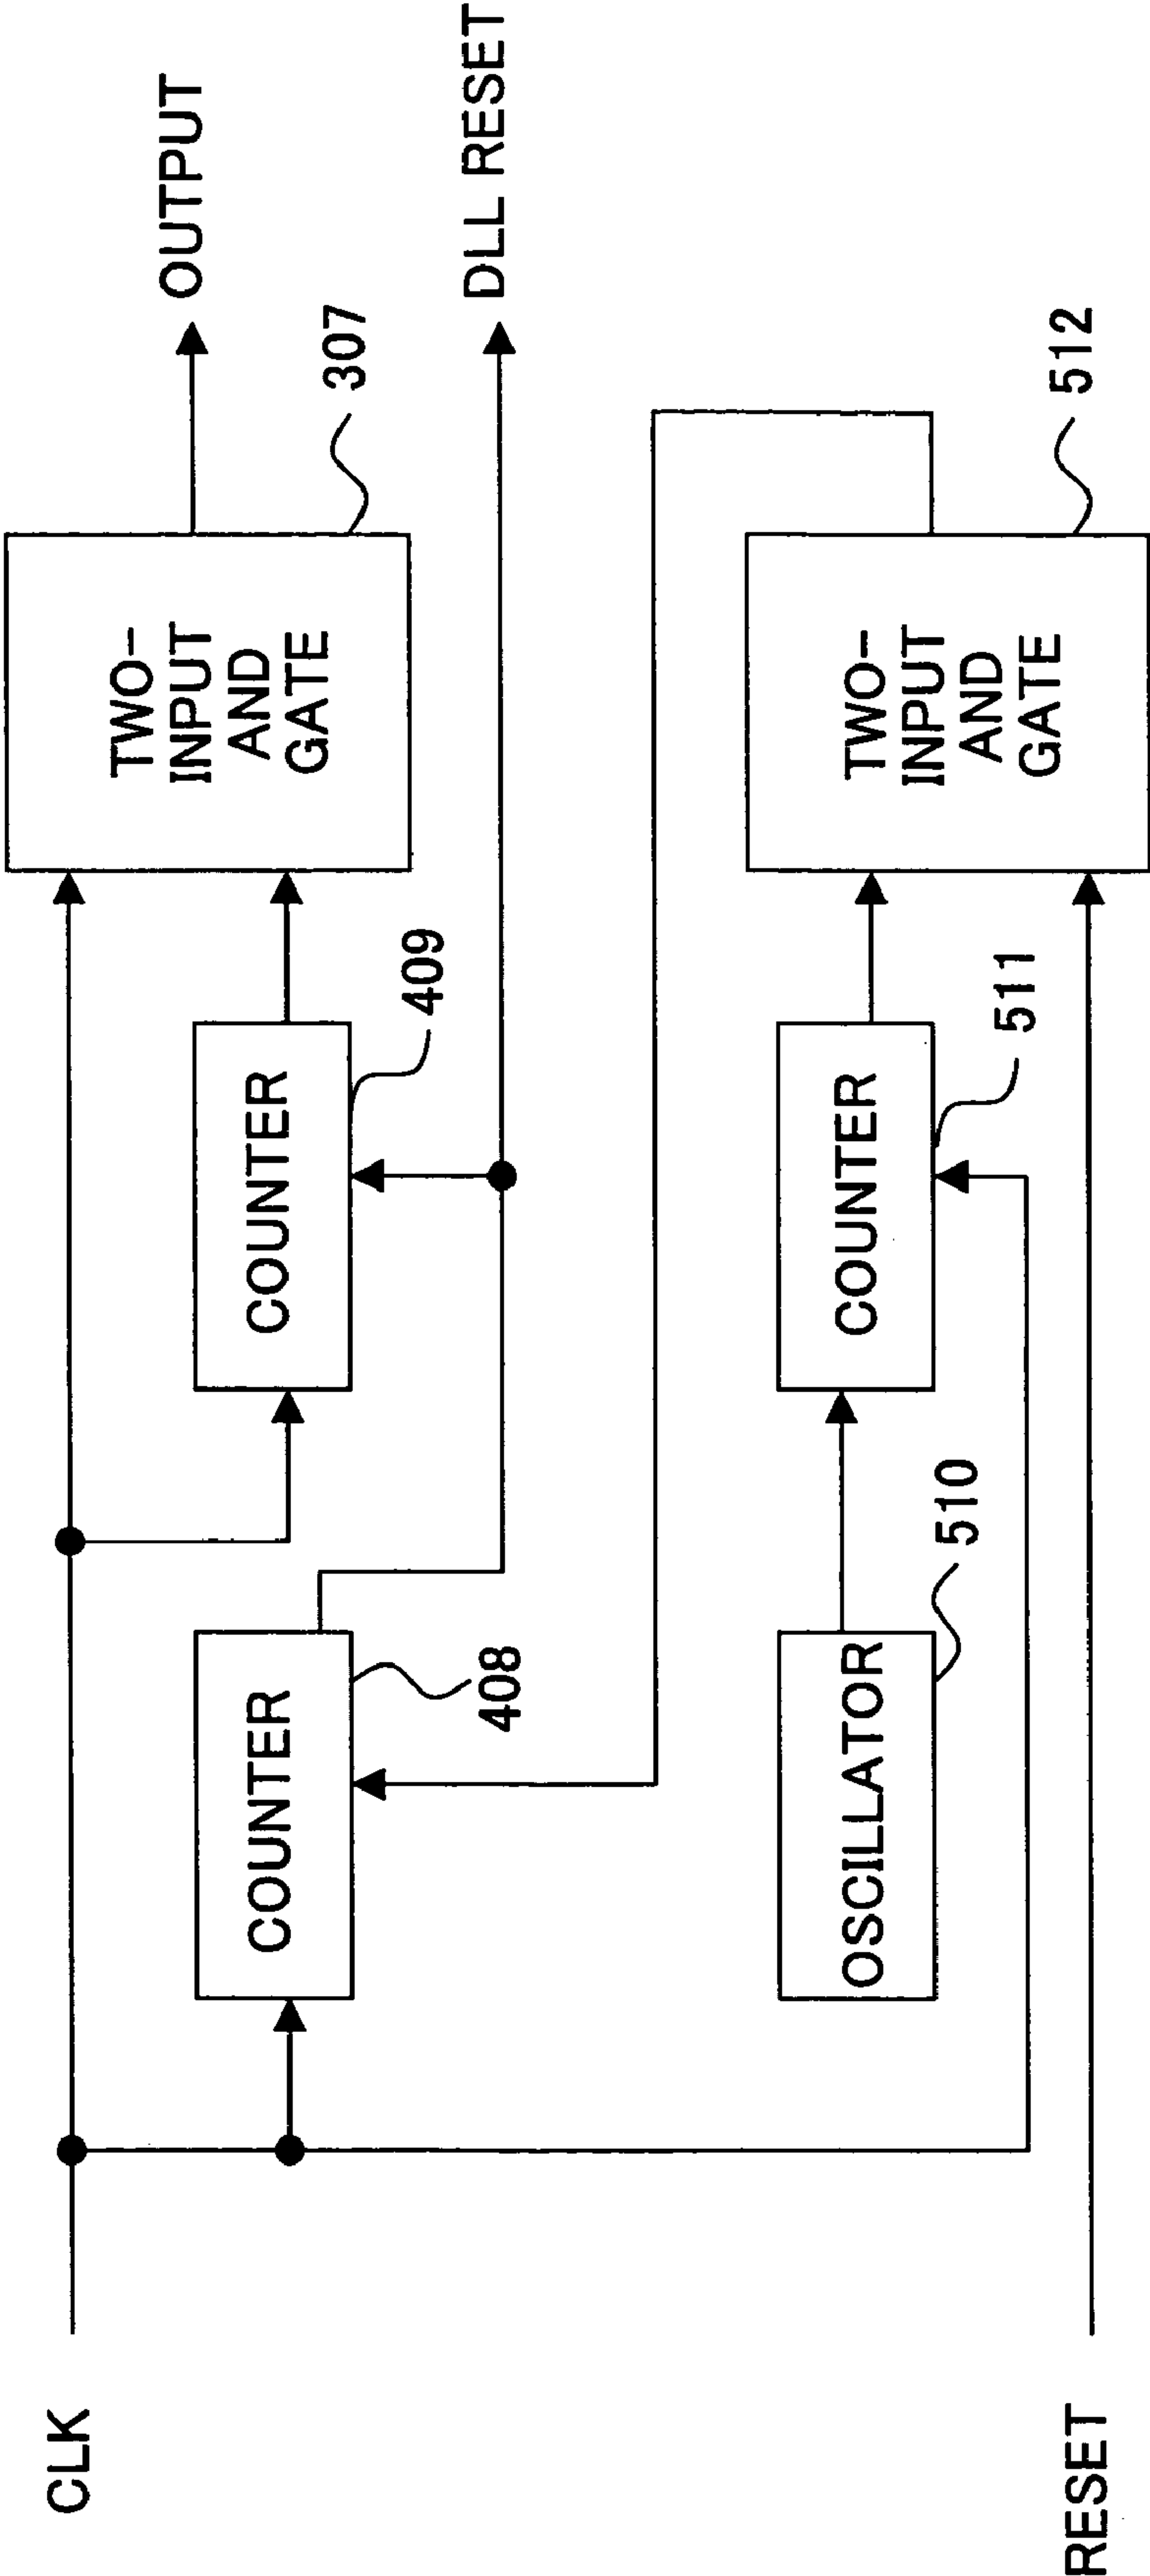 CLK
OUTPUT
TWO-
INPUT
AND
GATE
307
COUNTER
409
COUNTER
408
DLL RESET
TWO-
INPUT
AND
GATE
512
COUNTER
511
OSCILLATOR
510
RESET